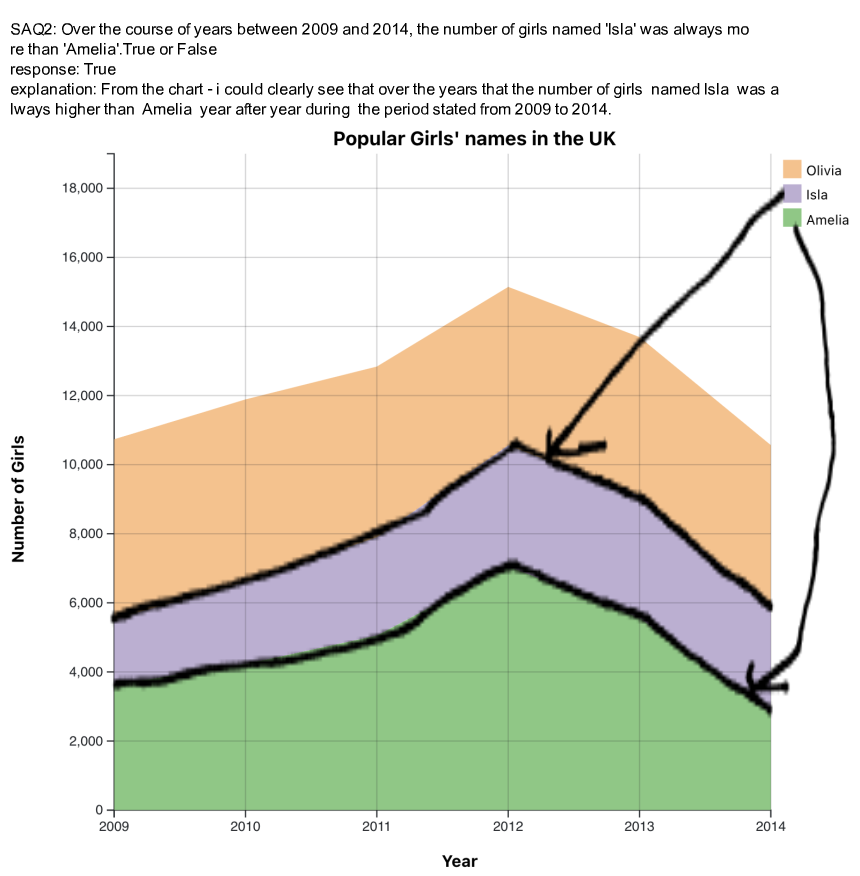 SAQ2: Over the course of years between 2009 and 2014, the number of girls named 'Isla' was always mo
re than 'Amelia'.True or False
response: True
explanation: From the chart - i could clearly see that over the years that the number of girls  named Isla  was a
lways higher than  Amelia  year after year during  the period stated from 2009 to 2014.
Popular Girls' names in the UK
Olivia
Isla
Amelia
18,000
16,000
14,000
12,000
10,000
8,000
6,000
4,000
2,000
0
Number of Girls
2009 2010 2011 2012 2013 2014
Year